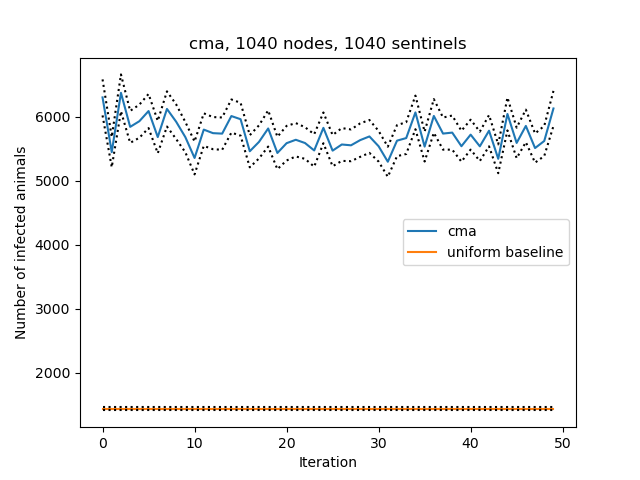 cma, 1040 nodes, 1040 sentinels
Number of infected animals
6000
5000
4000
3000
2000
cma
uniform baseline
0
10
20
30
40
50
Iteration